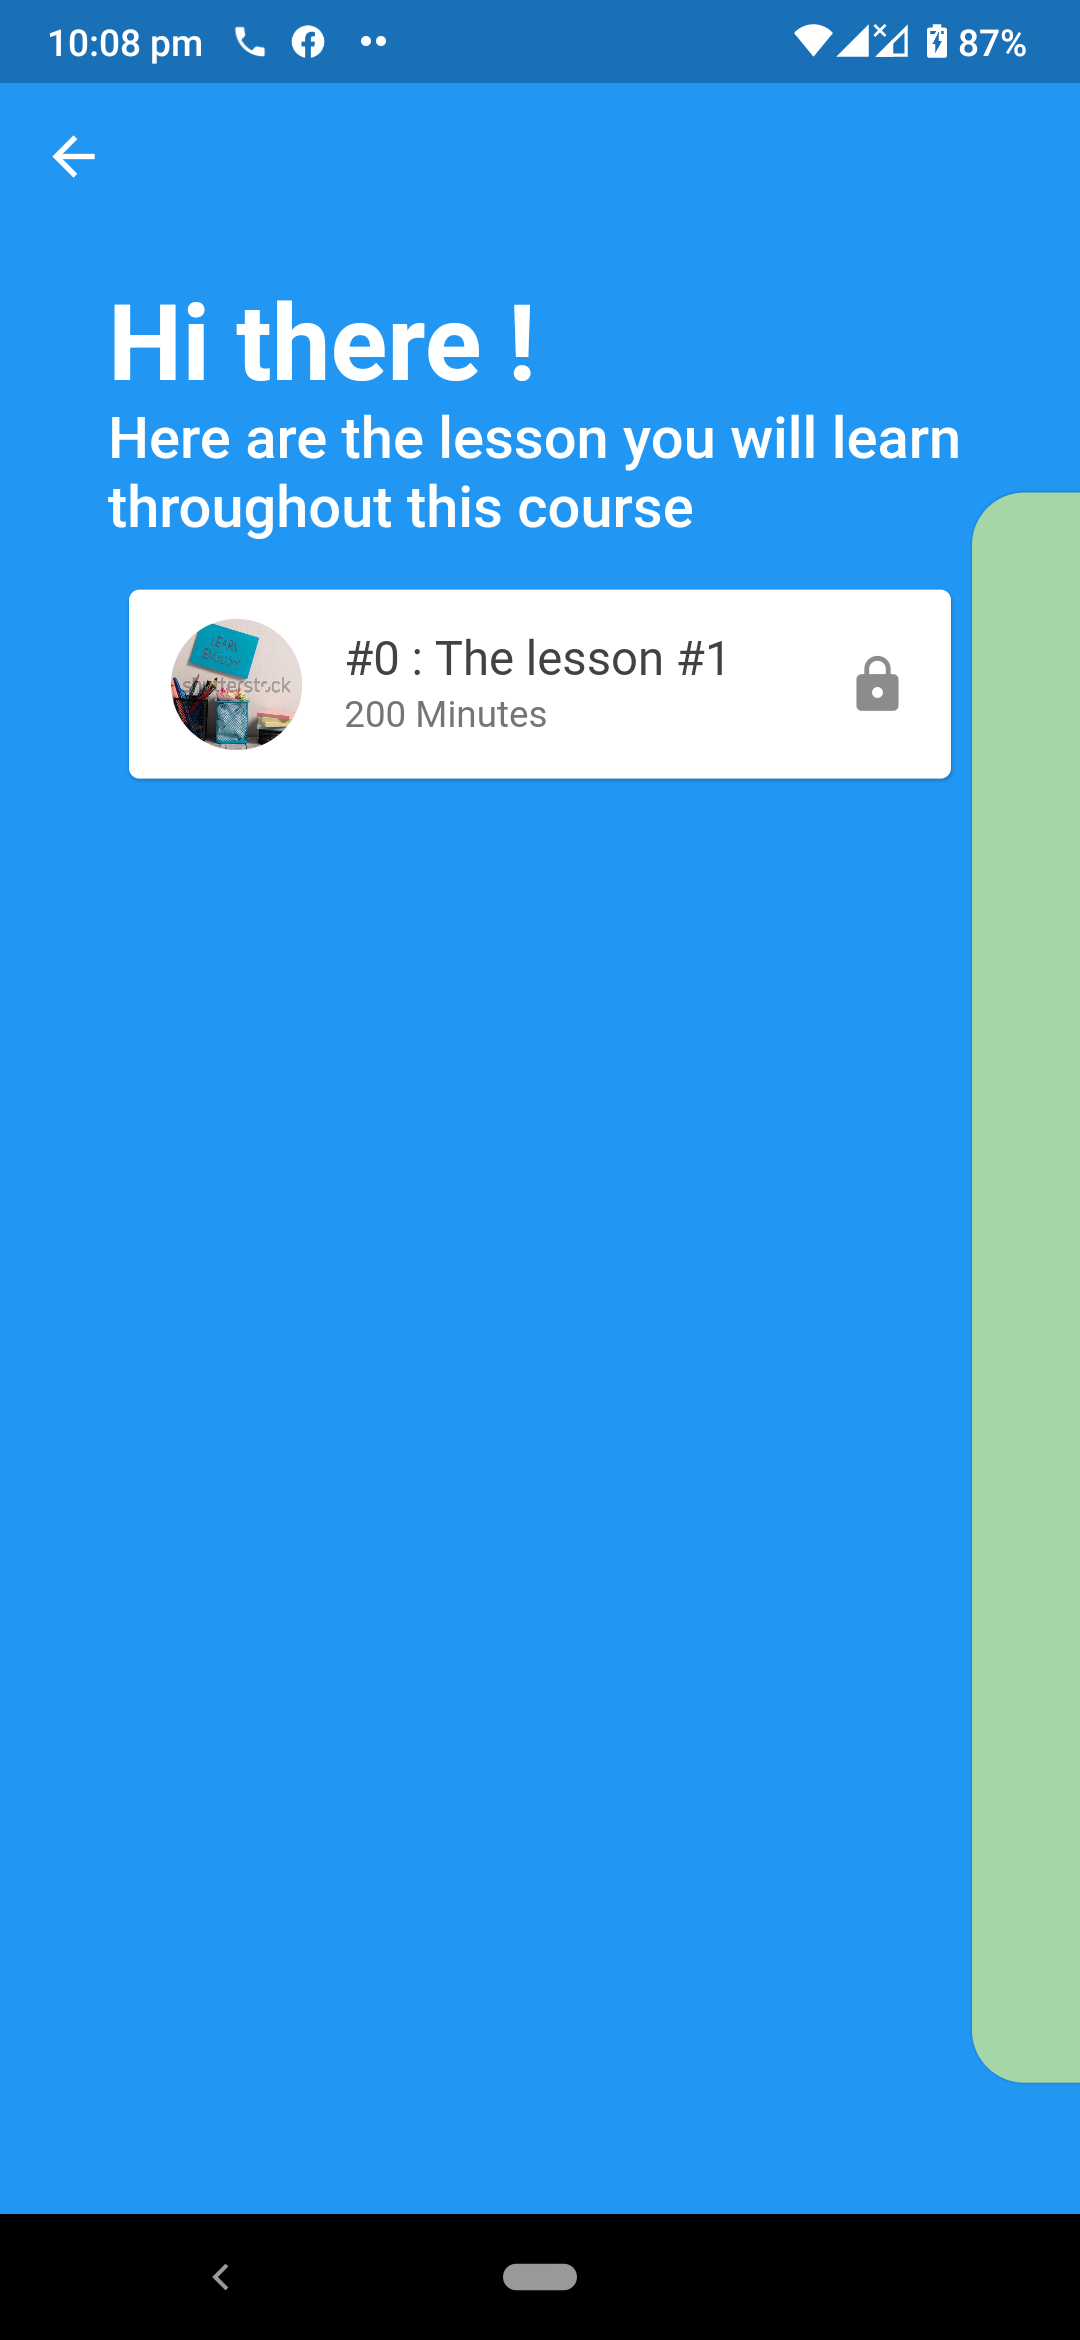 10:08 pm
87%
Hi there !
Here are the lesson you will learn
throughout this course
LEARN
ENGLISH!
shutterstock
#0 : The lesson #1
200 Minutes